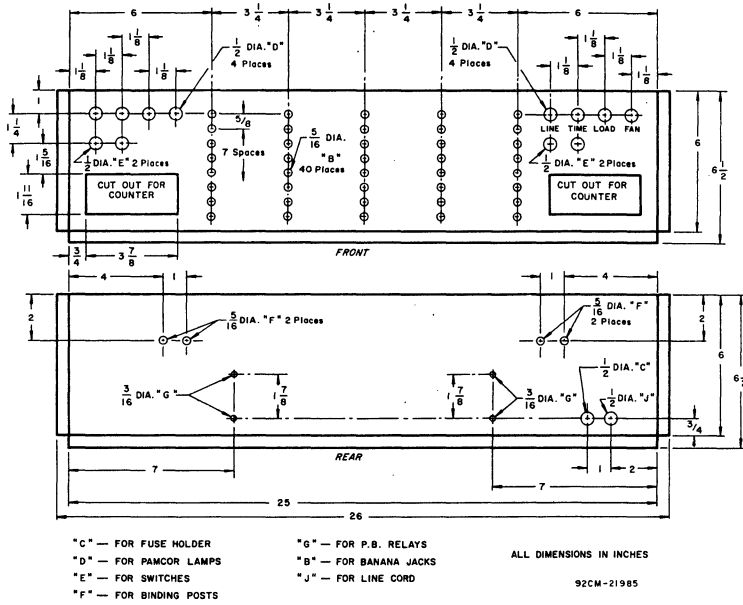 6 3 1/4 3 1/4 3 1/4 3 1/4 6
1 1/8 1/2 DIA. "D" 1/2 DIA. "D" 1 1/8
1 1/8 4 Places 4 Places 1 1/8
1 1/8 1 1/8 1 1/8 1 1/8
1
1 1/4 5/8 5/16 DIA. LINE TIME LOAD FAN
7 Spaces "B"
1 5/16 1/2 DIA. "E" 2 Places 40 Places 1/2 DIA. "E" 2 Places 6 6 1/2
1 11/16 CUT OUT FOR CUT OUT FOR
COUNTER COUNTER
3/4 3 7/8 FRONT
4 1 1 4
2 5/16 DIA. "F" 2 Places 5/16 DIA. "F" 2
2 Places
1/2 DIA. "C" 6
3/16 DIA. "G" 1 7/8 1 7/8 3/16 DIA. "G" 1/2 DIA. "J"
3/4
REAR
7 1 2
7
25
26
"C" — FOR FUSE HOLDER
"D" — FOR PAMCOR LAMPS
"E" — FOR SWITCHES
"F" — FOR BINDING POSTS
"G" — FOR P.B. RELAYS
"B" — FOR BANANA JACKS
"J" — FOR LINE CORD
ALL DIMENSIONS IN INCHES
92CM-21985